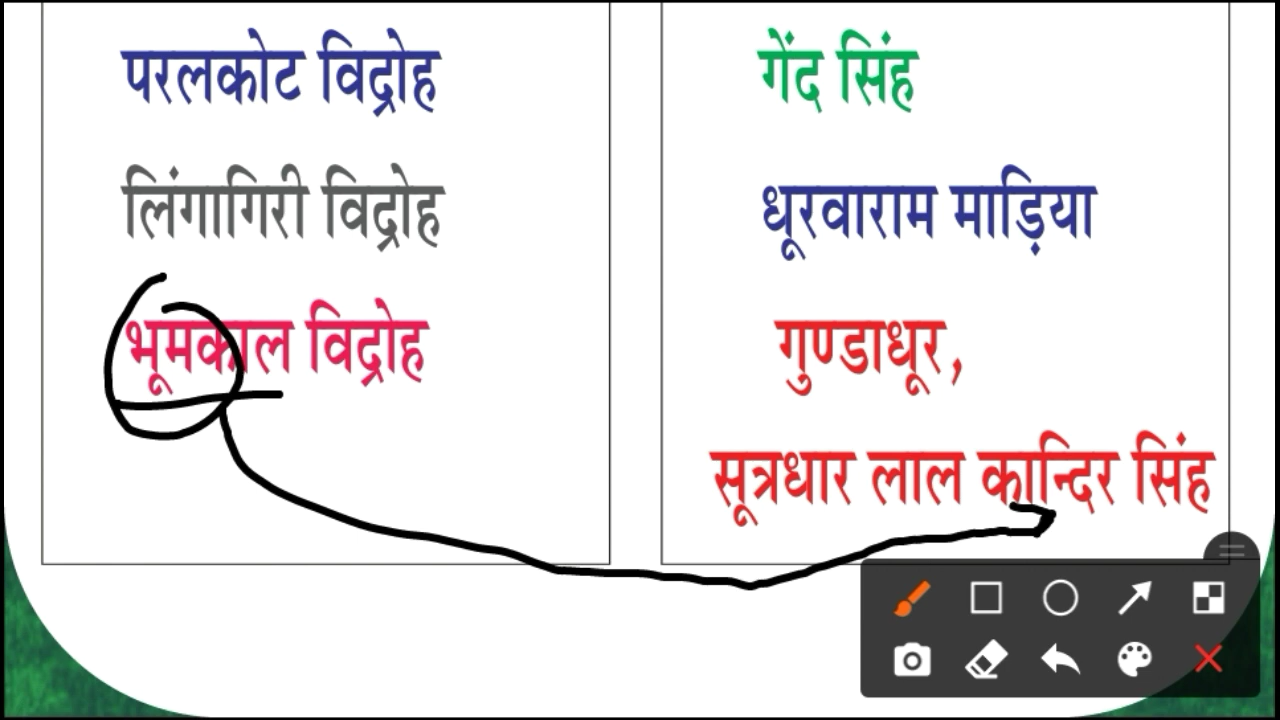 परलकोट विद्रोह
गेंद सिंह
लिंगागिरी विद्रोह
धूरवाराम माड़िया
भूमकाल विद्रोह
गुण्डाधूर,
सूत्रधार लाल कान्दिर सिंह